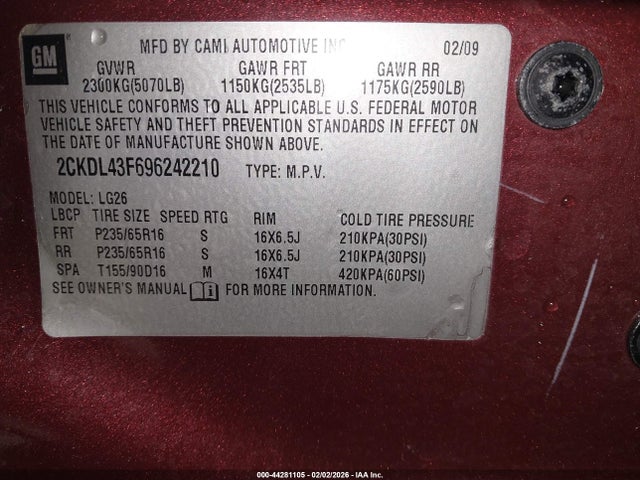 GM
MFD BY CAMI AUTOMOTIVE INC 02/09
GVWR GAWR FRT GAWR RR
2300KG(5070LB) 1150KG(2535LB) 1175KG(2590LB)
THIS VEHICLE CONFORMS TO ALL APPLICABLE U.S. FEDERAL MOTOR
VEHICLE SAFETY AND THEFT PREVENTION STANDARDS IN EFFECT ON
THE DATE OF MANUFACTURE SHOWN ABOVE.
2CKDL43F696242210 TYPE: M.P.V.
MODEL: LG26
LBCP TIRE SIZE SPEED RTG RIM COLD TIRE PRESSURE
FRT P235/65R16 S 16X6.5J 210KPA(30PSI)
RR P235/65R16 S 16X6.5J 210KPA(30PSI)
SPA T155/90D16 M 16X4T 420KPA(60PSI)
SEE OWNER'S MANUAL FOR MORE INFORMATION.
000-44281105 - 02/02/2026 - IAA Inc.